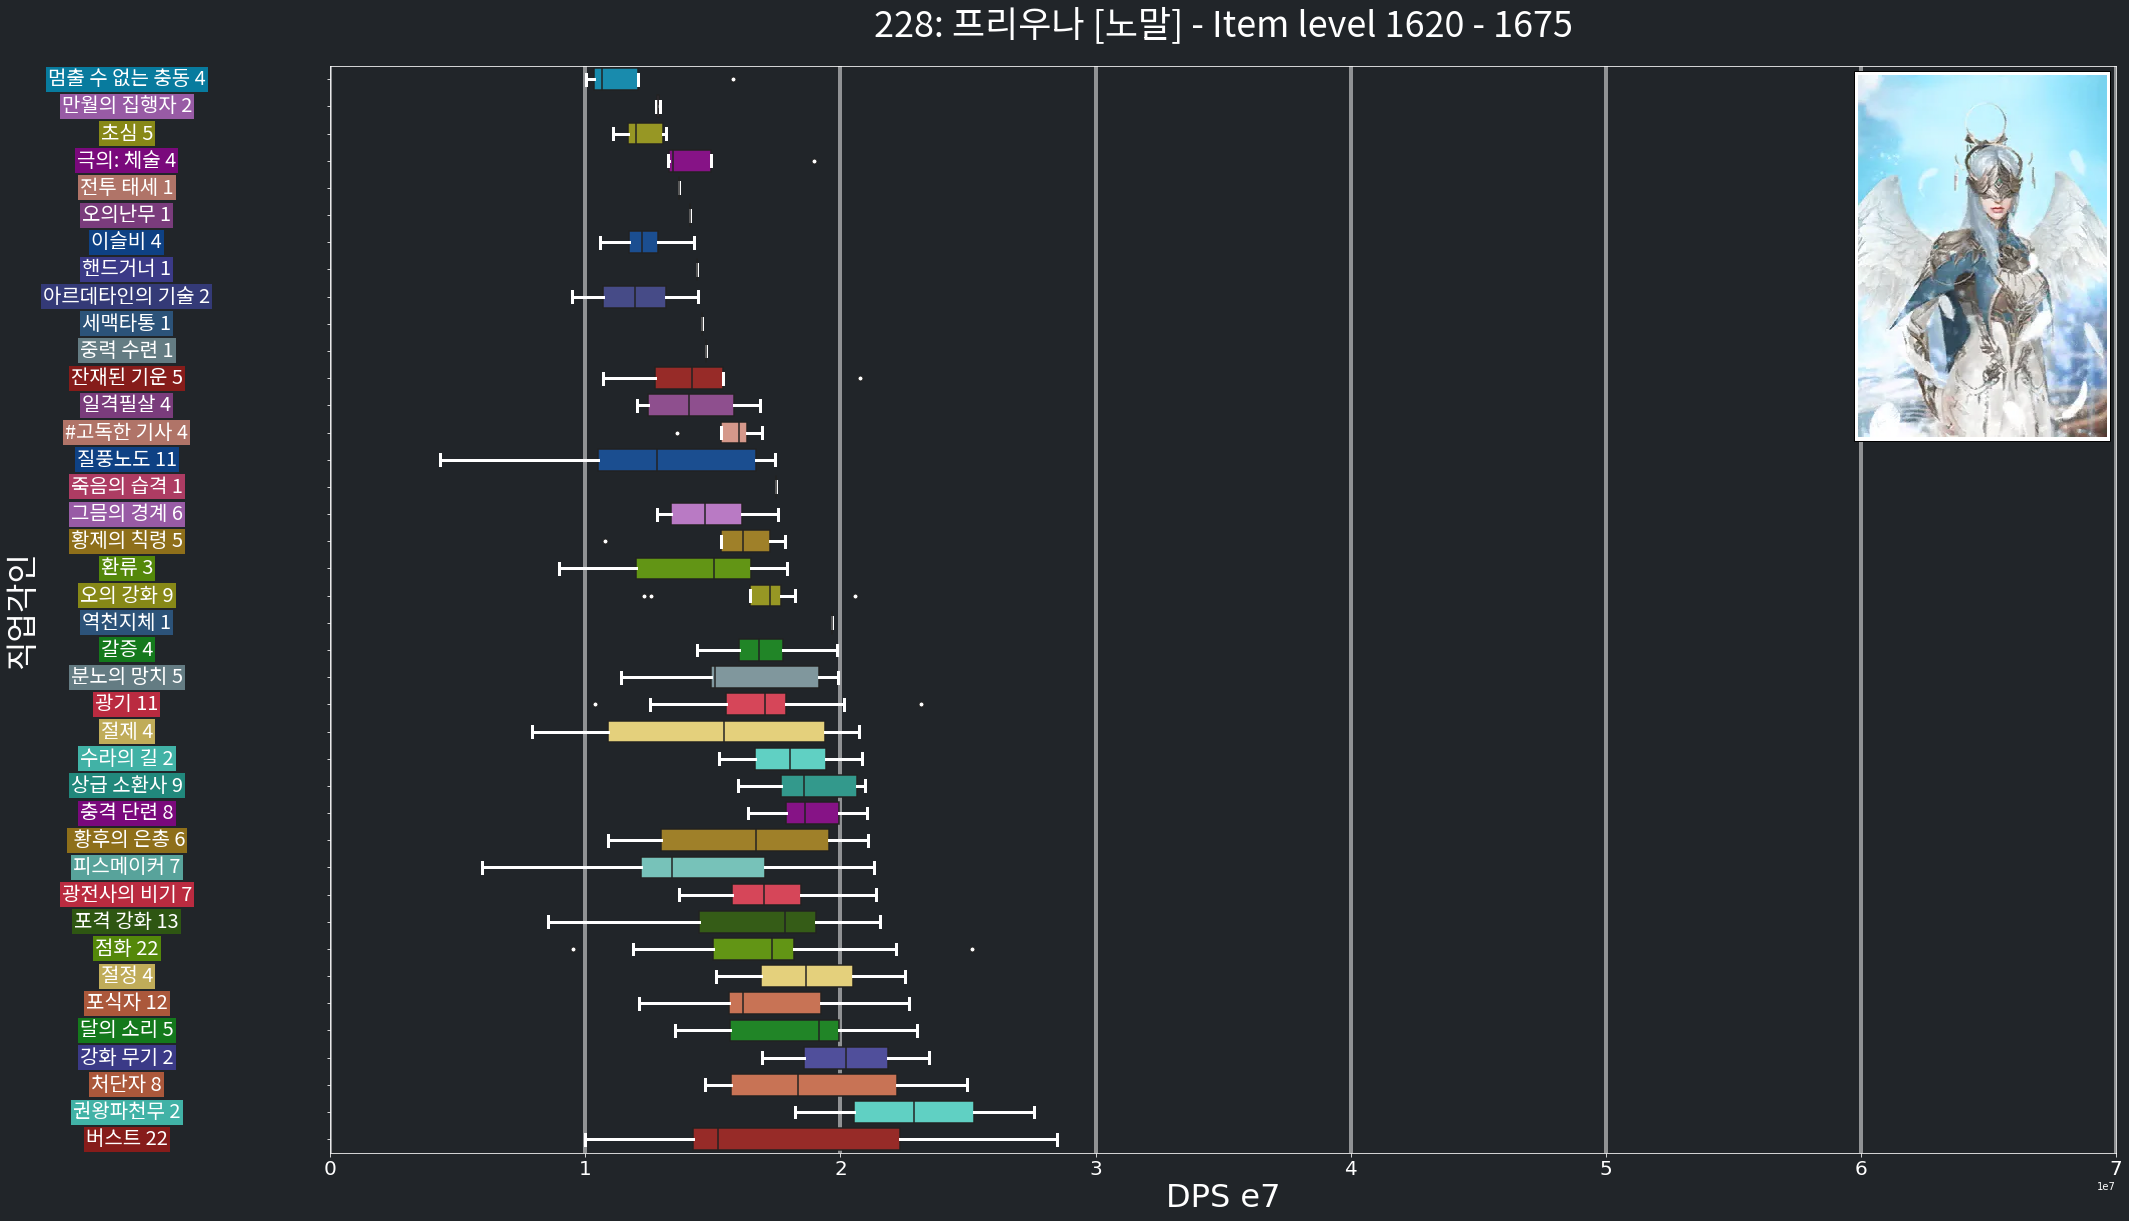 228: 프리우나 [노말] - Item level 1620 - 1675
멈출 수 없는 충동 4
만월의 집행자 2
초심 5
극의: 체술 4
전투 태세 1
오의난무 1
이슬비 4
핸드거너 1
아르데타인의 기술 2
세맥타통 1
중력 수련 1
잔재된 기운 5
일격필살 4
#고독한 기사 4
질풍노도 11
죽음의 습격 1
그믐의 경계 6
황제의 칙령 5
환류 3
오의 강화 9
역천지체 1
갈증 4
분노의 망치 5
광기 11
절제 4
수라의 길 2
상급 소환사 9
충격 단련 8
황후의 은총 6
피스메이커 7
광전사의 비기 7
포격 강화 13
점화 22
절정 4
포식자 12
달의 소리 5
강화 무기 2
처단자 8
권왕파천무 2
버스트 22
직업각인
0 1 2 3 4 5 6 7
1e7
DPS e7